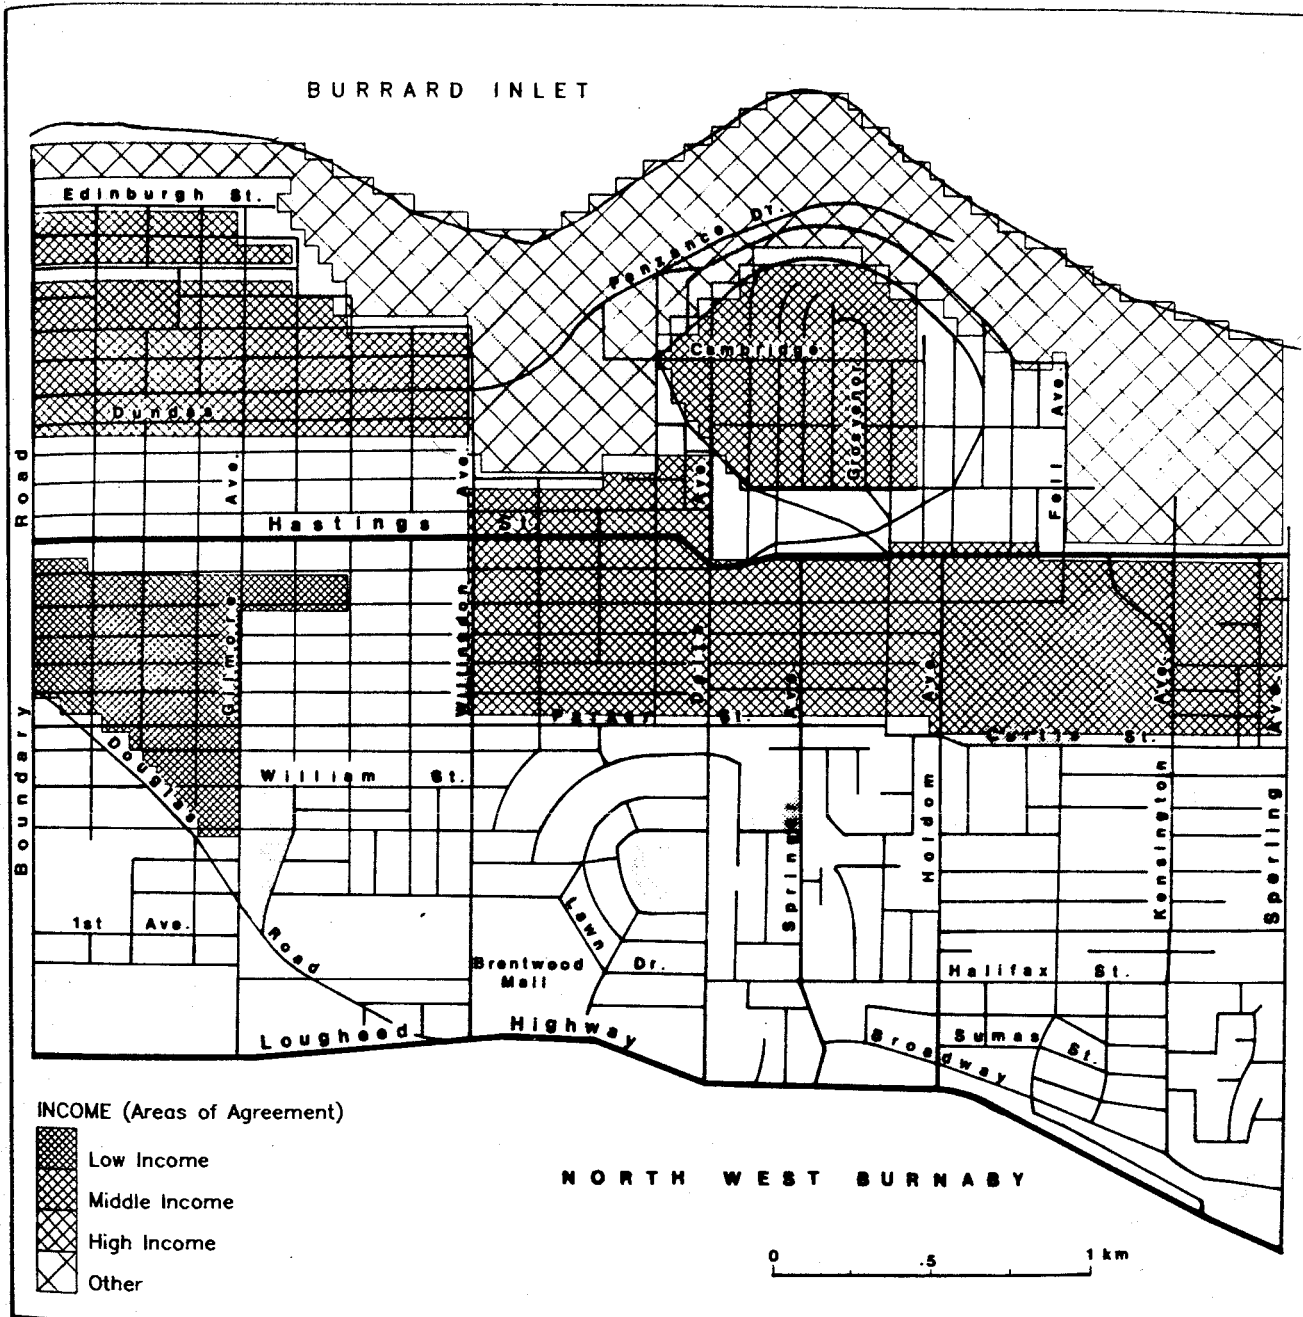 BURRARD INLET
Edinburgh St.
Penzance Dr.
Cambridge
Dundas
Grosvenor
Ave.
Ave.
Ave.
Fell Ave.
Boundary Road
Hastings St.
Gilmore
Willingdon
Delta
Ave.
Ave.
Ave.
Ave.
Parker St.
Curtis St.
Douglas
Road
William St.
Springer
Holdom
Kensington
Sperling
1st Ave.
Lawn
Dr.
Brentwood
Mall
Halifax St.
Lougheed Highway
Broadway
Sumas St.
INCOME (Areas of Agreement)
Low Income
Middle Income
High Income
Other
NORTH WEST BURNABY
0 .5 1 km